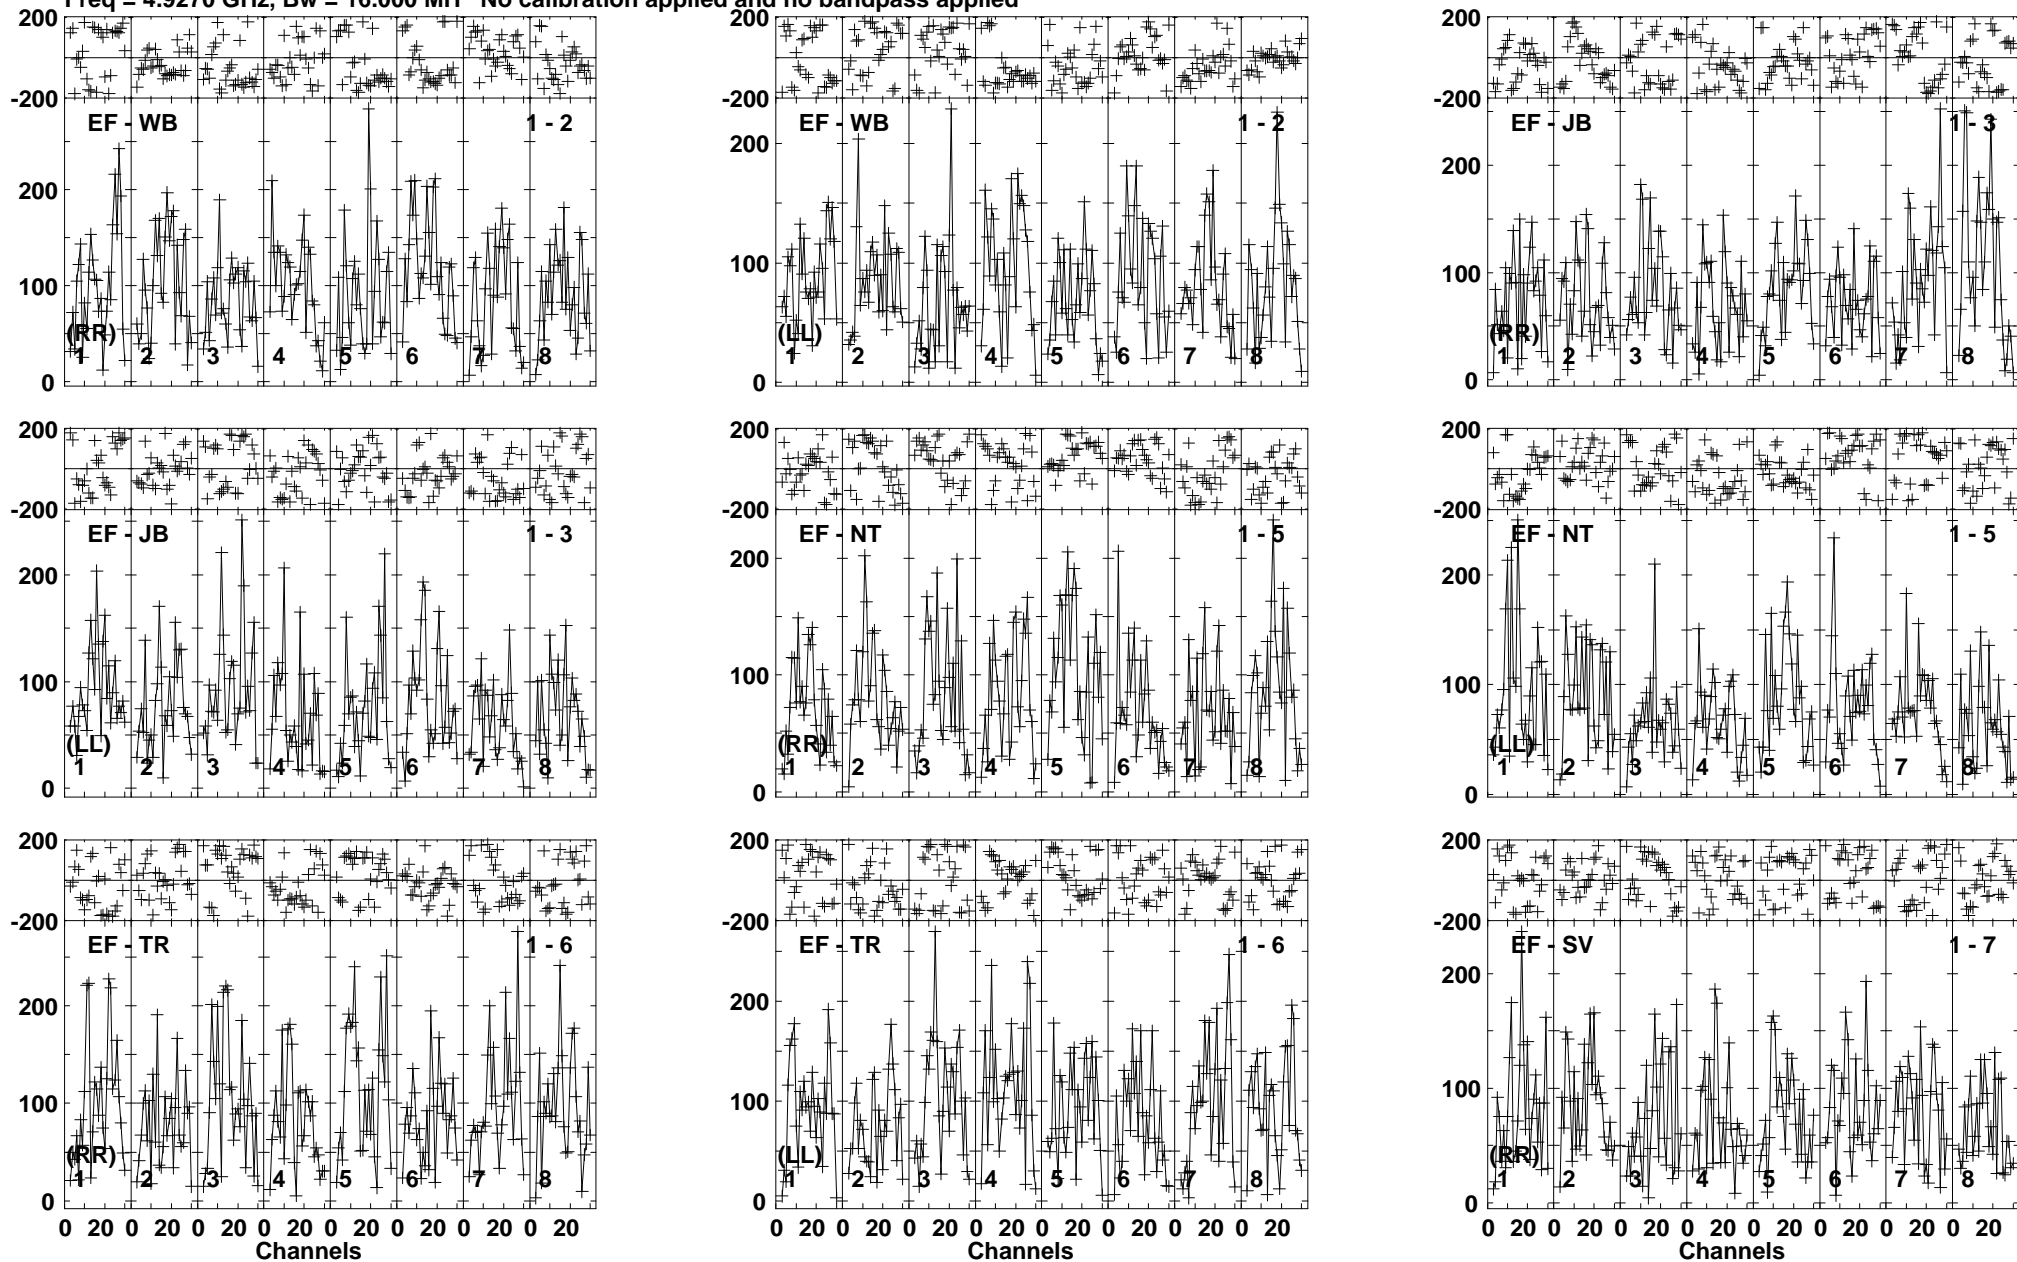 Freq = 4.9270 GHz, Bw = 16.000 MH No calibration applied and no bandpass applied
200 200 200
-200 -200 -200
EF - WB 1 - 2 EF - WB 1 - 2 EF - JB 1 - 3
200 200 200
100 100 100
(RR) (LL) (RR)
1 2 3 4 5 6 7 8 1 2 3 4 5 6 7 8 1 2 3 4 5 6 7 8
0 0 0
200 200 200
-200 -200 -200
EF - JB 1 - 3 EF - NT 1 - 5 EF - NT 1 - 5
200 200 200
100 100 100
(LL) (RR) (LL)
1 2 3 4 5 6 7 8 1 2 3 4 5 6 7 8 1 2 3 4 5 6 7 8
0 0 0
200 200 200
-200 -200 -200
EF - TR 1 - 6 EF - TR 1 - 6 EF - SV 1 - 7
200 200 200
100 100 100
(RR) (LL) (RR)
1 2 3 4 5 6 7 8 1 2 3 4 5 6 7 8 1 2 3 4 5 6 7 8
0 0 0
0 20 0 20 0 20 0 20 0 20 0 20 0 20 0 20 0 20 0 20 0 20 0 20 0 20 0 20 0 20 0 20 0 20 0 20 0 20 0 20 0 20 0 20 0 20 0 20
Channels Channels Channels